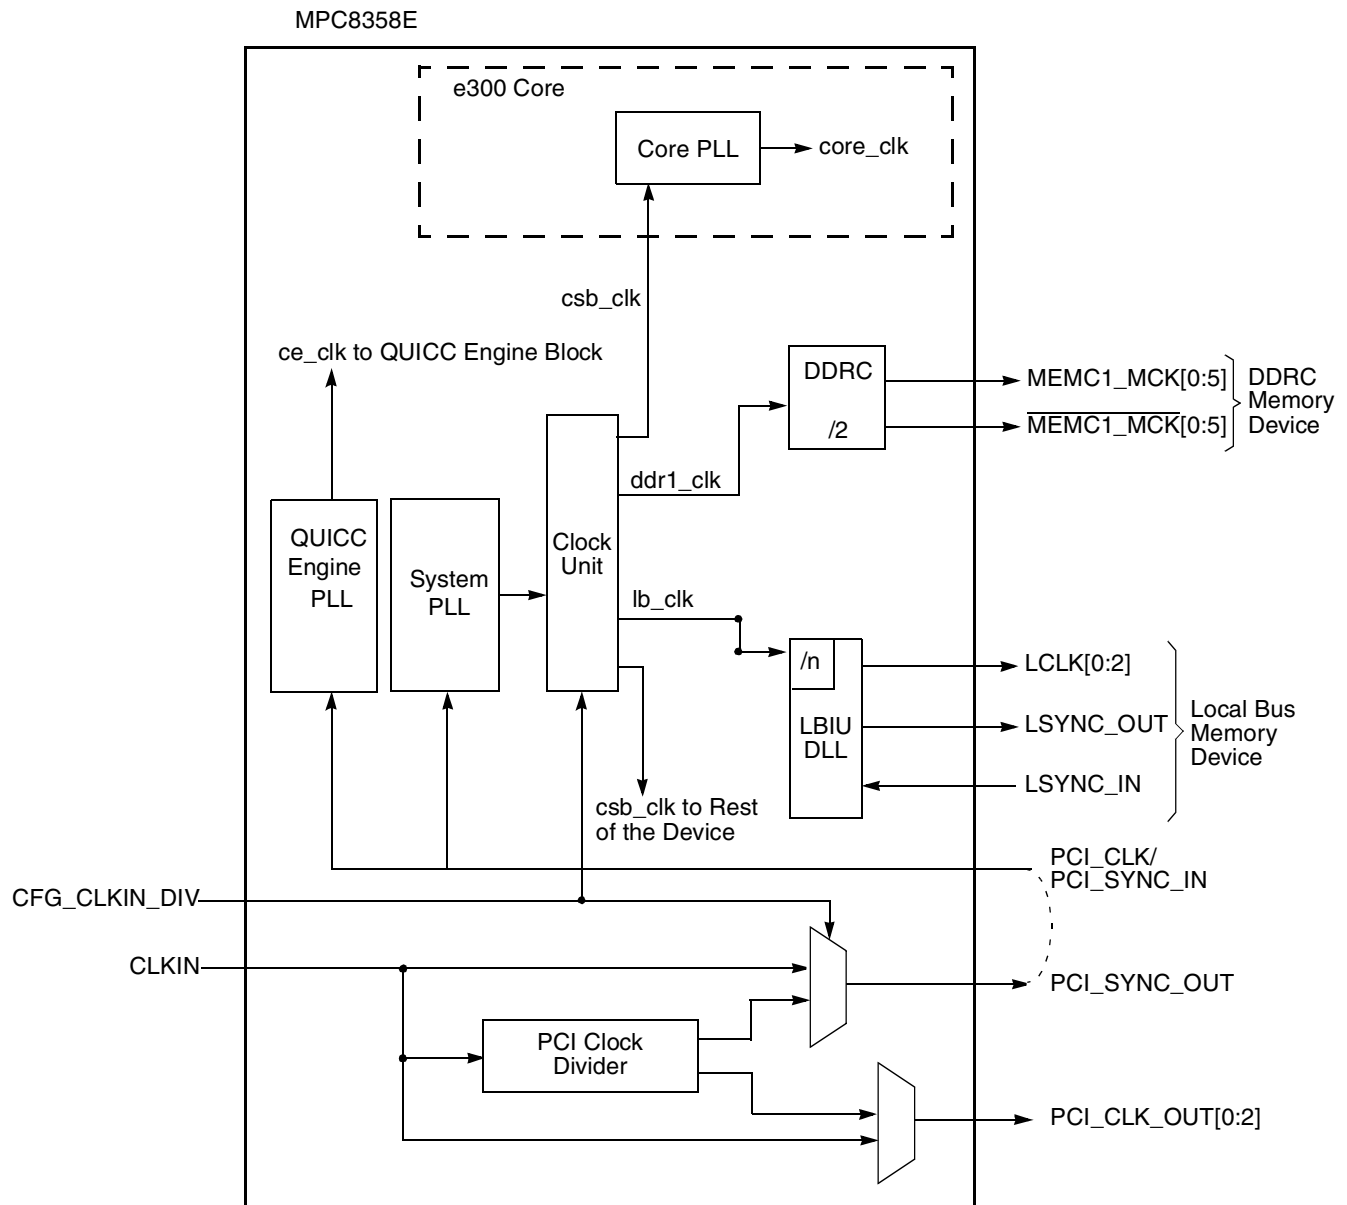 MPC8358E
e300 Core
Core PLL
core_clk
csb_clk
ce_clk to QUICC Engine Block
DDRC
/2
MEMC1_MCK[0:5]
MEMC1_MCK[0:5]
DDRC
Memory
Device
ddr1_clk
QUICC
Engine
PLL
System
PLL
Clock
Unit
lb_clk
/n
LBIU
DLL
LCLK[0:2]
LSYNC_OUT
LSYNC_IN
Local Bus
Memory
Device
csb_clk to Rest
of the Device
PCI_CLK/
PCI_SYNC_IN
CFG_CLKIN_DIV
CLKIN
PCI_SYNC_OUT
PCI Clock
Divider
PCI_CLK_OUT[0:2]